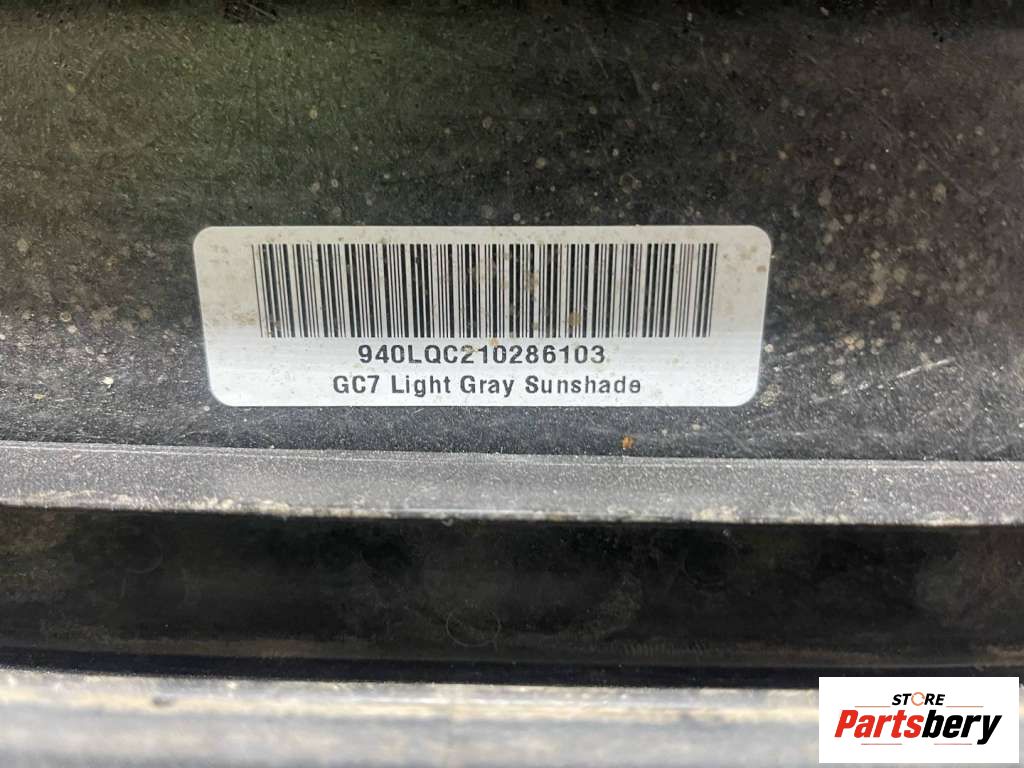 940LQC210286103
GC7 Light Gray Sunshade
STORE
Partsbery